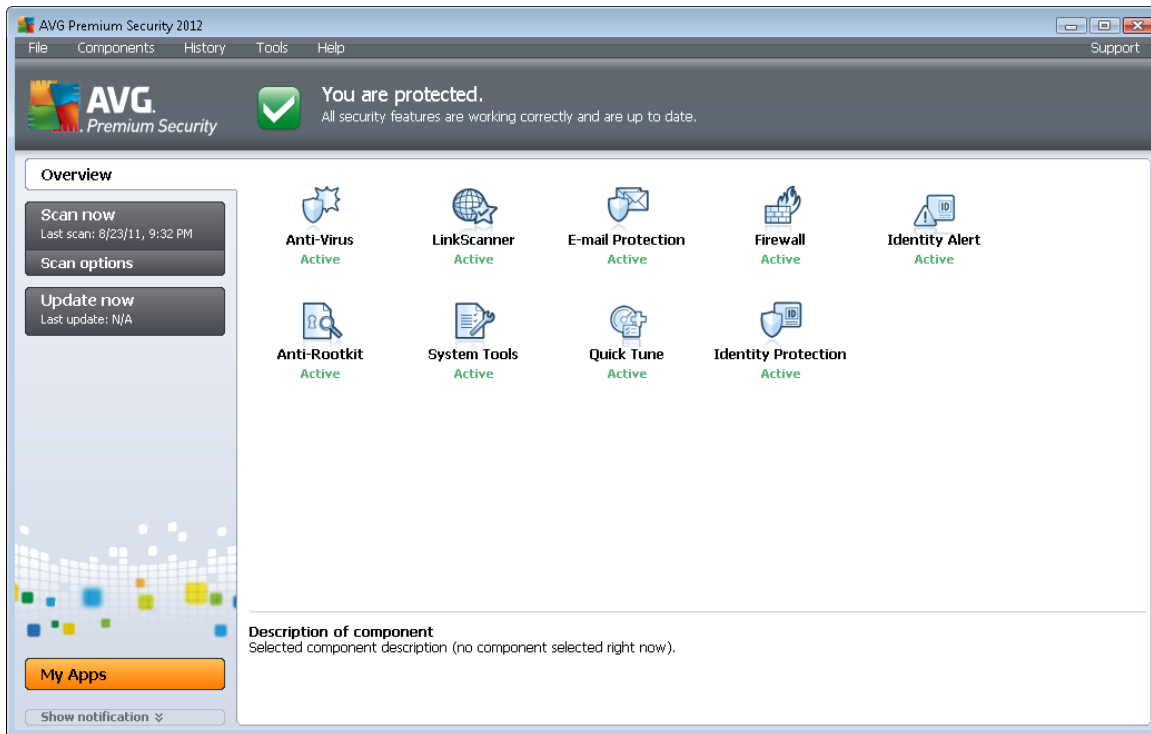 AVG Premium Security 2012
File Components History Tools Help Support
AVG.
Premium Security
You are protected.
All security features are working correctly and are up to date.
Overview
Scan now
Last scan: 8/23/11, 9:32 PM
Scan options
Update now
Last update: N/A
Anti-Virus
Active
LinkScanner
Active
E-mail Protection
Active
Firewall
Active
ID
Identity Alert
Active
Anti-Rootkit
Active
System Tools
Active
Quick Tune
Active
ID
Identity Protection
Active
Description of component
Selected component description (no component selected right now).
My Apps
Show notification